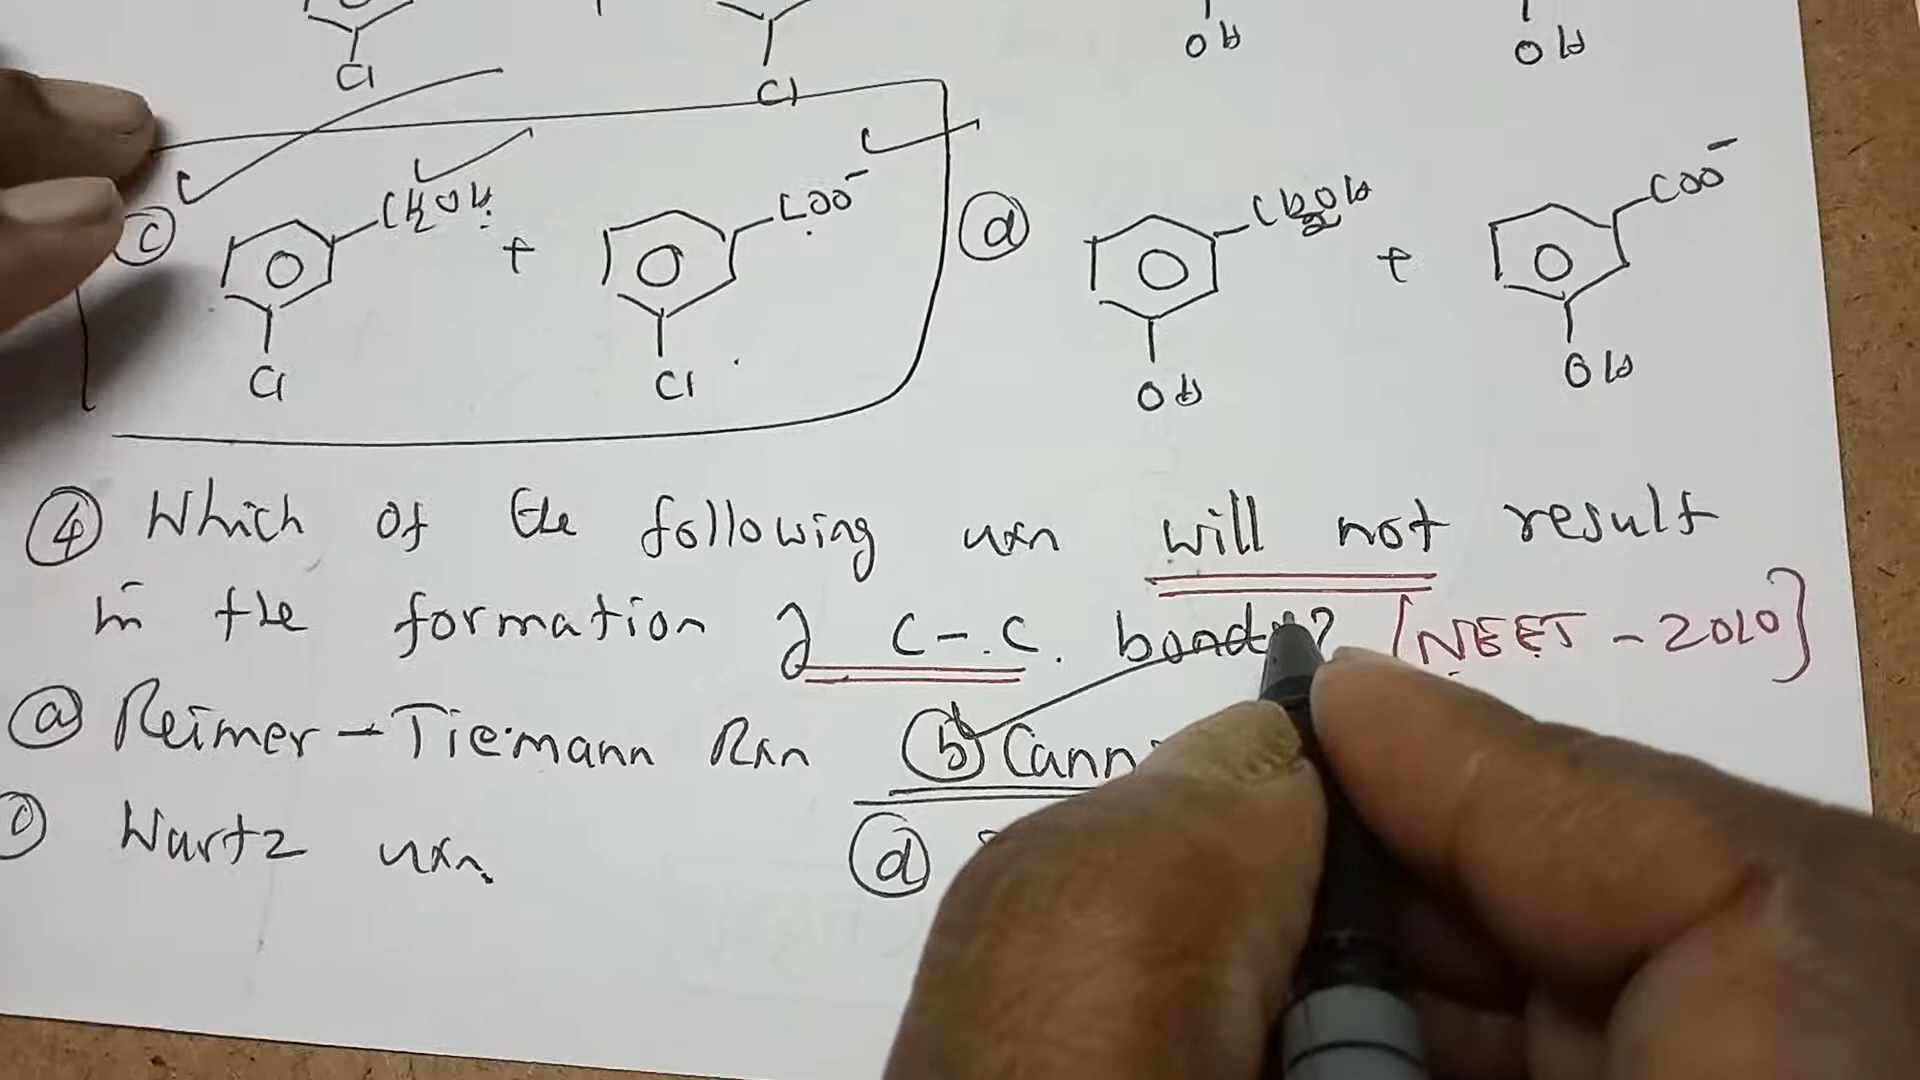 Cl
Cl
OH
OH
(c) CH2OH + COO⁻ (d) CH2OH + COO⁻
Cl Cl OH OH
(4) Which of the following rxn will not result
in the formation of C-C bonds? [NEET-2010]
(a) Reimer-Tiemann Rxn (b) Cann
(c) Wurtz rxn. (d)